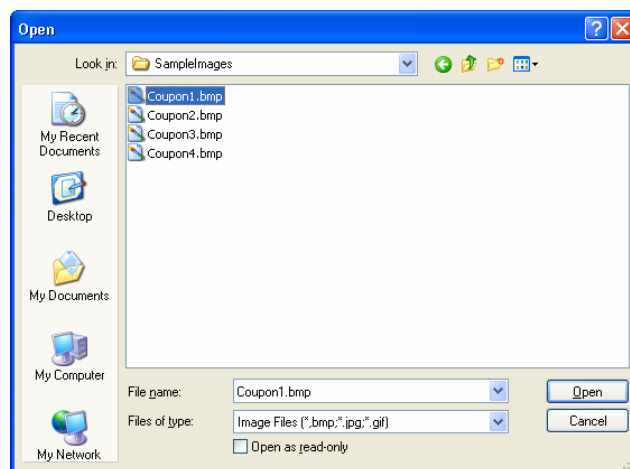 Open
Look in:
SampleImages
Coupon1.bmp
Coupon2.bmp
Coupon3.bmp
Coupon4.bmp
My Recent
Documents
Desktop
My Documents
My Computer
My Network
File name:
Coupon1.bmp
Open
Files of type:
Image Files (*,bmp;*.jpg;*.gif)
Cancel
Open as read-only